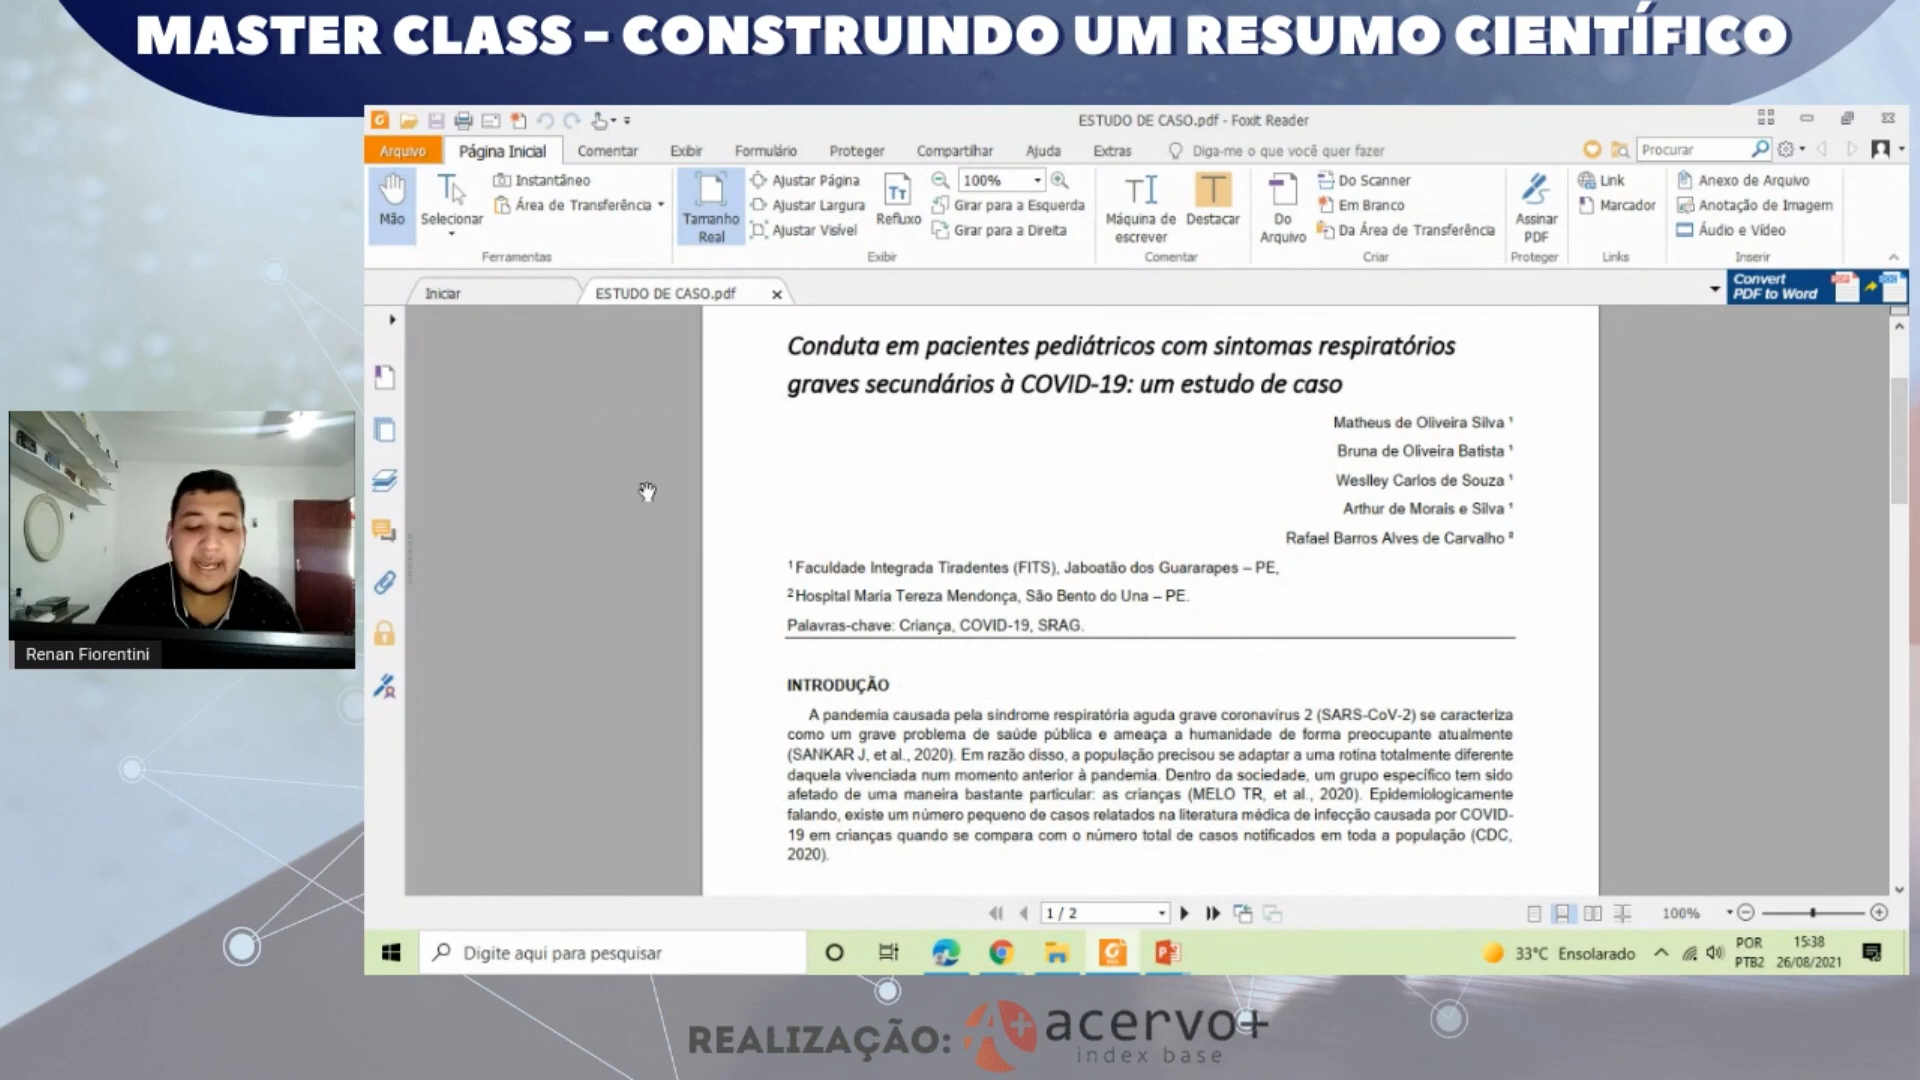 MASTER CLASS – CONSTRUINDO UM RESUMO CIENTÍFICO
ESTUDO DE CASO.pdf - Foxit Reader
Arquivo
Página Inicial
Comentar
Exibir
Formulário
Proteger
Compartilhar
Ajuda
Extras
Diga-me o que você quer fazer
Procurar
Mão
Selecionar
Instantâneo
Área de Transferência
Ferramentas
Tamanho
Real
Ajustar Página
Ajustar Largura
Ajustar Visível
Refluxo
100%
Girar para a Esquerda
Girar para a Direita
Exibir
Máquina de
escrever
Destacar
Comentar
Do
Arquivo
Do Scanner
Em Branco
Da Área de Transferência
Criar
Assinar
PDF
Proteger
Link
Marcador
Links
Anexo de Arquivo
Anotação de Imagem
Áudio e Vídeo
Inserir
Iniciar
ESTUDO DE CASO.pdf
Convert
PDF to Word
Conduta em pacientes pediátricos com sintomas respiratórios
graves secundários à COVID-19: um estudo de caso
Matheus de Oliveira Silva ¹
Bruna de Oliveira Batista ¹
Weslley Carlos de Souza ¹
Arthur de Morais e Silva ¹
Rafael Barros Alves de Carvalho ²
¹ Faculdade Integrada Tiradentes (FITS), Jaboatão dos Guararapes – PE,
² Hospital Maria Tereza Mendonça, São Bento do Una – PE.
Palavras-chave: Criança, COVID-19, SRAG.
INTRODUÇÃO
A pandemia causada pela síndrome respiratória aguda grave coronavírus 2 (SARS-CoV-2) se caracteriza
como um grave problema de saúde pública e ameaça a humanidade de forma preocupante atualmente
(SANKAR J, et al., 2020). Em razão disso, a população precisou se adaptar a uma rotina totalmente diferente
daquela vivenciada num momento anterior à pandemia. Dentro da sociedade, um grupo específico tem sido
afetado de uma maneira bastante particular: as crianças (MELO TR, et al., 2020). Epidemiologicamente
falando, existe um número pequeno de casos relatados na literatura médica de infecção causada por COVID-
19 em crianças quando se compara com o número total de casos notificados em toda a população (CDC,
2020).
Renan Fiorentini
1 / 2
100%
Digite aqui para pesquisar
33°C Ensolarado
POR
PTB2
15:38
26/08/2021
REALIZAÇÃO:
acervo+
index base